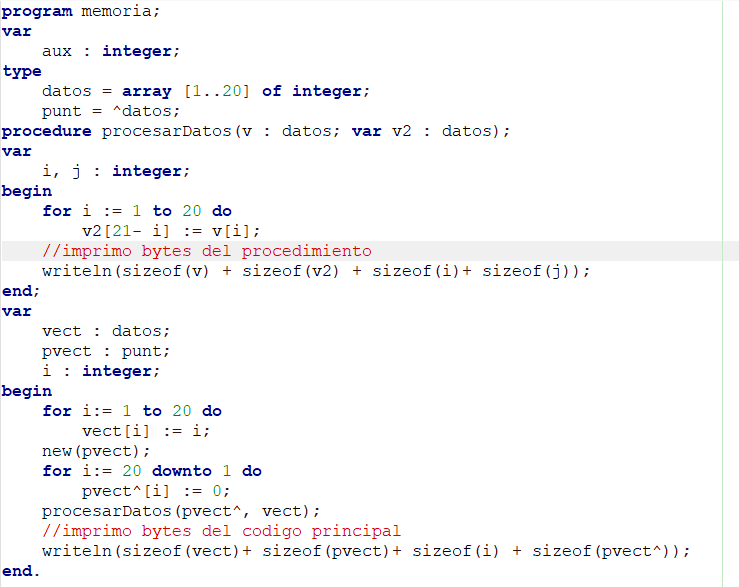 program memoria;
var
    aux : integer;
type
    datos = array [1..20] of integer;
    punt = ^datos;
procedure procesarDatos(v : datos; var v2 : datos);
var
    i, j : integer;
begin
    for i := 1 to 20 do
        v2[21- i] := v[i];
    //imprimo bytes del procedimiento
    writeln(sizeof(v) + sizeof(v2) + sizeof(i)+ sizeof(j));
end;
var
    vect : datos;
    pvect : punt;
    i : integer;
begin
    for i:= 1 to 20 do
        vect[i] := i;
    new(pvect);
    for i:= 20 downto 1 do
        pvect^[i] := 0;
    procesarDatos(pvect^, vect);
    //imprimo bytes del codigo principal
    writeln(sizeof(vect)+ sizeof(pvect)+ sizeof(i) + sizeof(pvect^));
end.